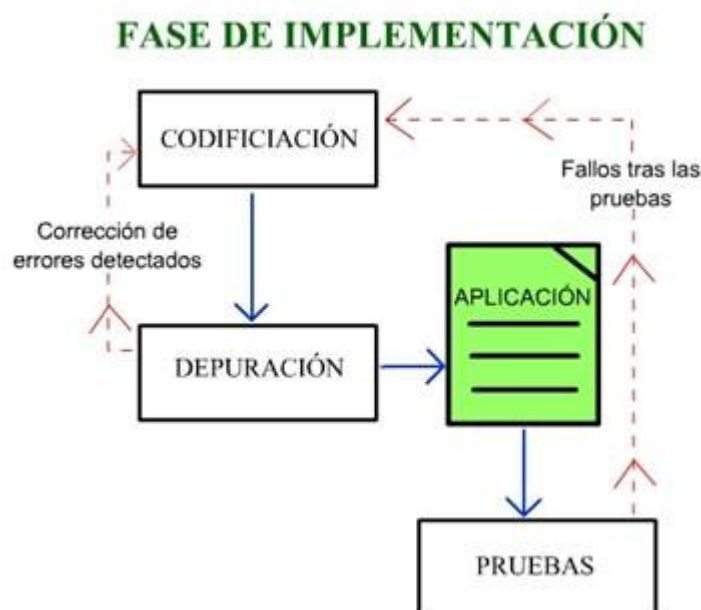 FASE DE IMPLEMENTACIÓN
CODIFICIACIÓN
Fallos tras las
pruebas
Corrección de
errores detectados
APLICACIÓN
DEPURACIÓN
PRUEBAS